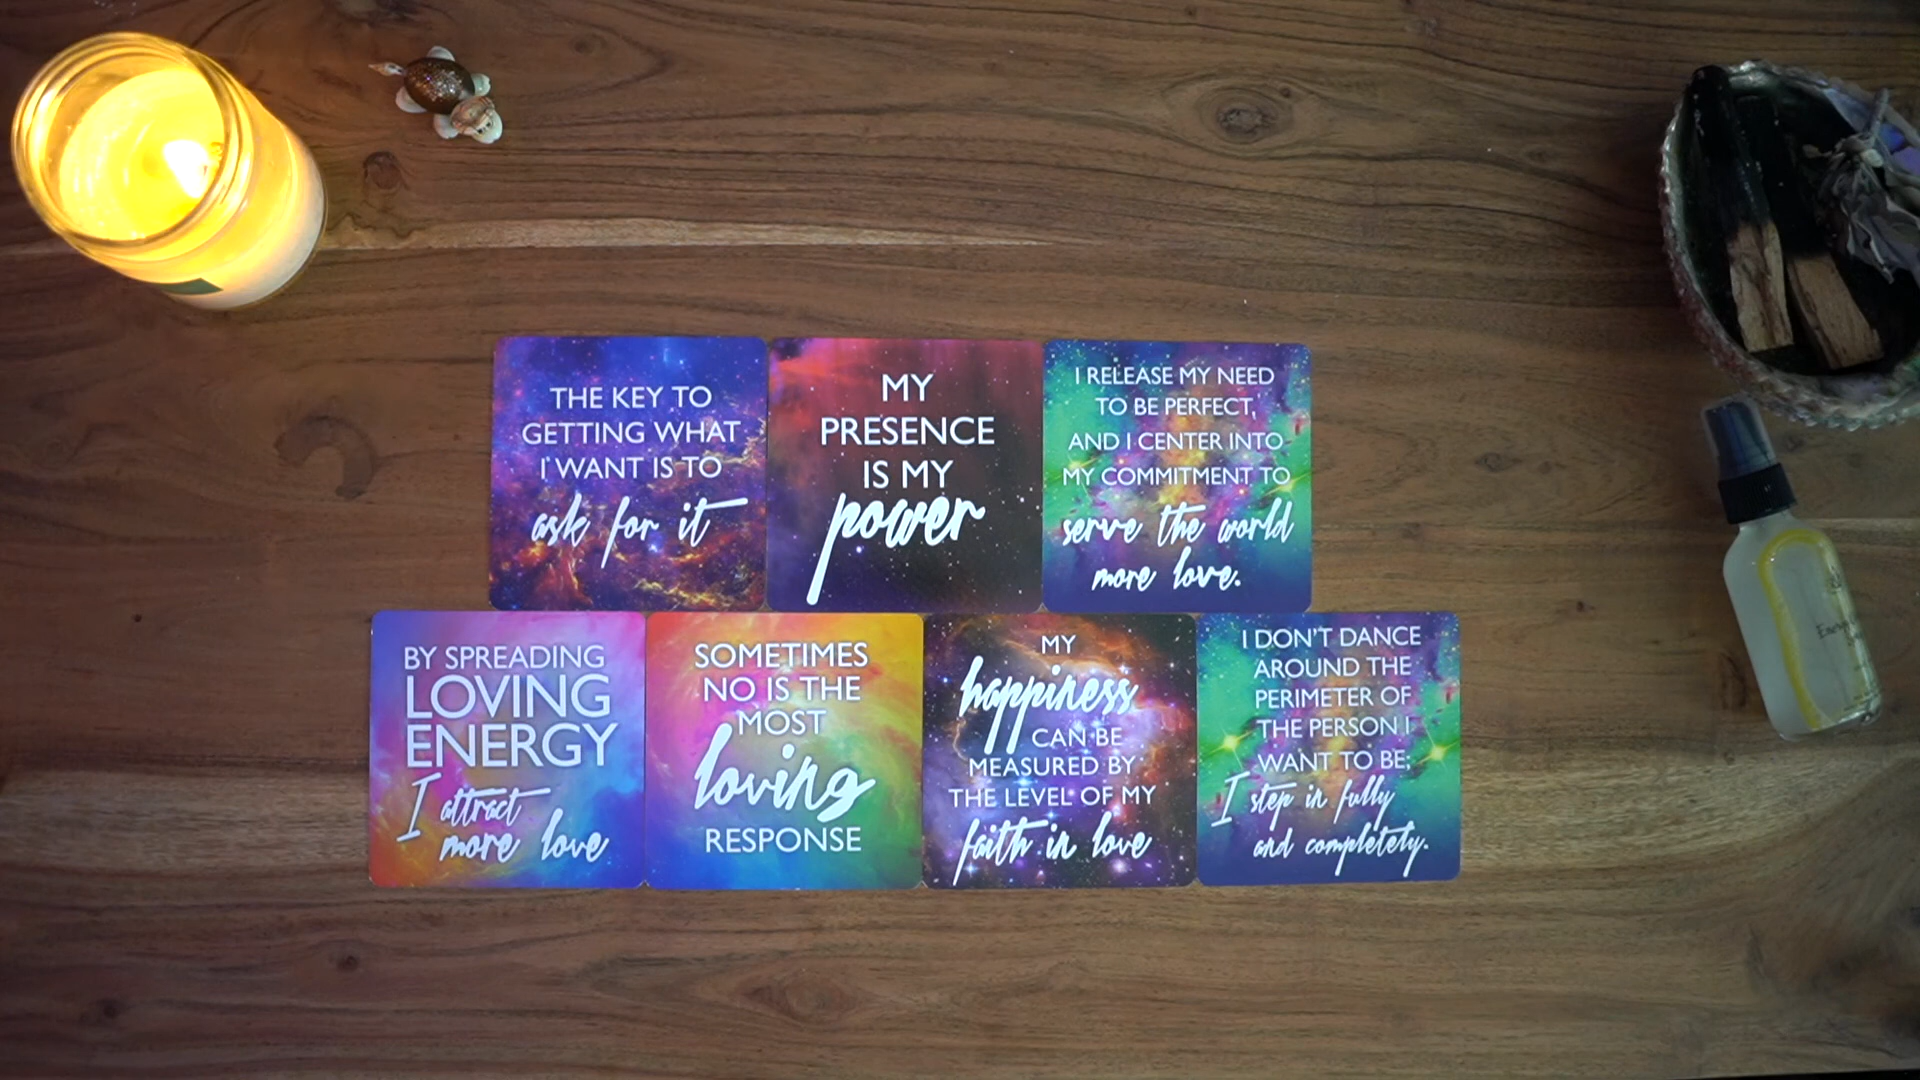 THE KEY TO
GETTING WHAT
I WANT IS TO
ask for it
MY
PRESENCE
IS MY
power
I RELEASE MY NEED
TO BE PERFECT,
AND I CENTER INTO
MY COMMITMENT TO
serve the world
more love.
BY SPREADING
LOVING
ENERGY
I attract
more love
SOMETIMES
NO IS THE
MOST
loving
RESPONSE
MY
happiness
CAN BE
MEASURED BY
THE LEVEL OF MY
faith in love
I DON'T DANCE
AROUND THE
PERIMETER OF
THE PERSON I
WANT TO BE;
I step in fully
and completely.